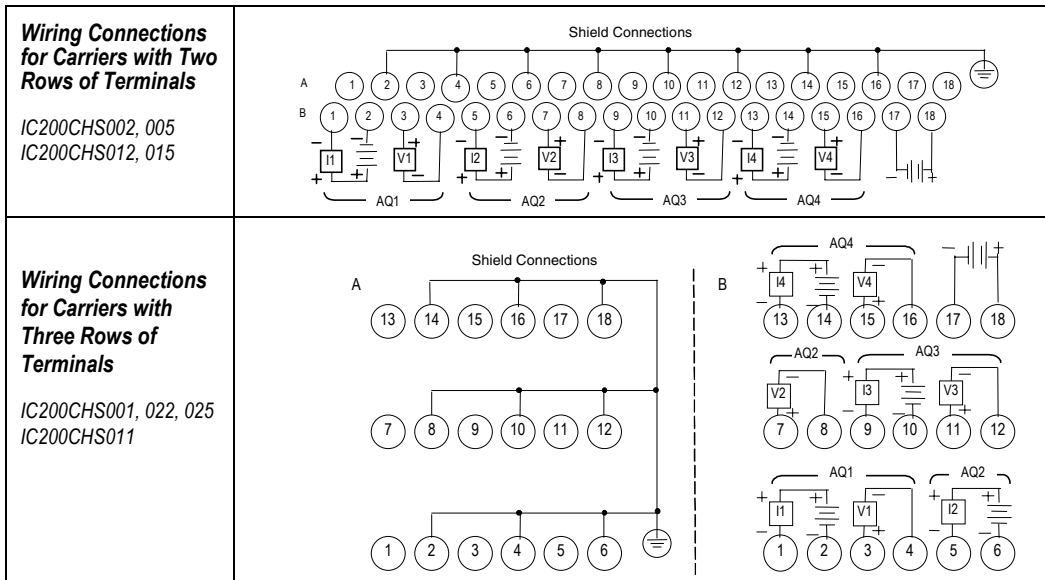 Wiring Connections
for Carriers with Two
Rows of Terminals
IC200CHS002, 005
IC200CHS012, 015
Shield Connections
A 1 2 3 4 5 6 7 8 9 10 11 12 13 14 15 16 17 18
B 1 2 3 4 5 6 7 8 9 10 11 12 13 14 15 16 17 18
− − + − − + − − + − − +
I1 V1 I2 V2 I3 V3 I4 V4
+ + − + + − + + − + + − − +
AQ1 AQ2 AQ3 AQ4
Wiring Connections
for Carriers with
Three Rows of
Terminals
IC200CHS001, 022, 025
IC200CHS011
Shield Connections
A
13 14 15 16 17 18
7 8 9 10 11 12
1 2 3 4 5 6
B
AQ4
+ + − − +
I4 V4
− − +
13 14 15 16 17 18
AQ2 AQ3
− + + −
V2 I3 V3
+ − − +
7 8 9 10 11 12
AQ1 AQ2
+ + − + +
I1 V1 I2
− − + − −
1 2 3 4 5 6